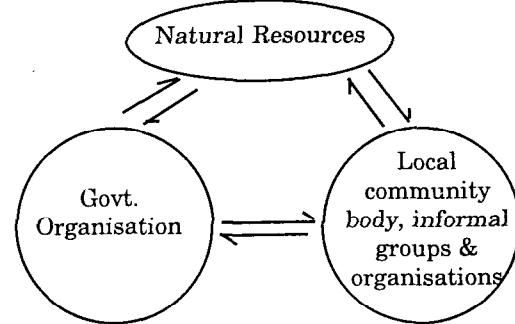 Natural Resources
Govt.
Organisation
Local
community
body, informal
groups &
organisations